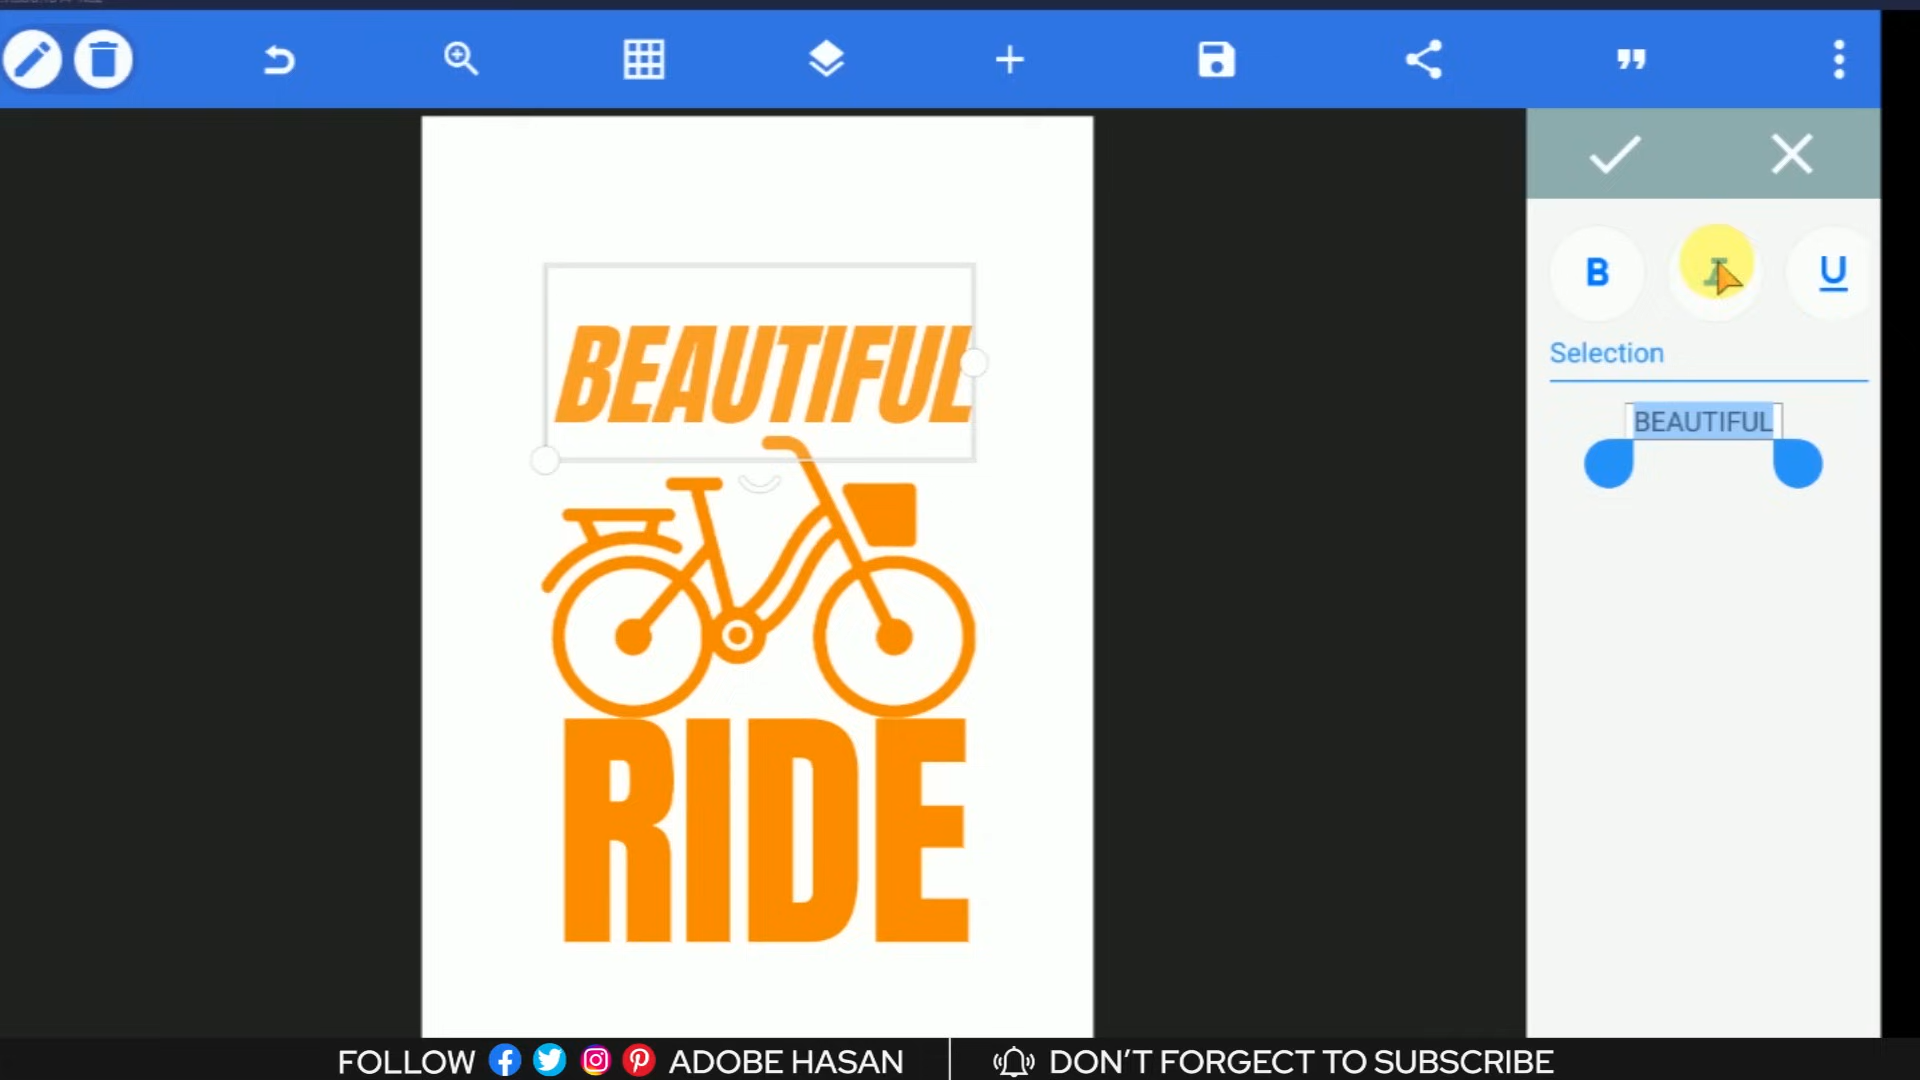 B I U
Selection
BEAUTIFUL
BEAUTIFUL
RIDE
FOLLOW ADOBE HASAN DON’T FORGECT TO SUBSCRIBE